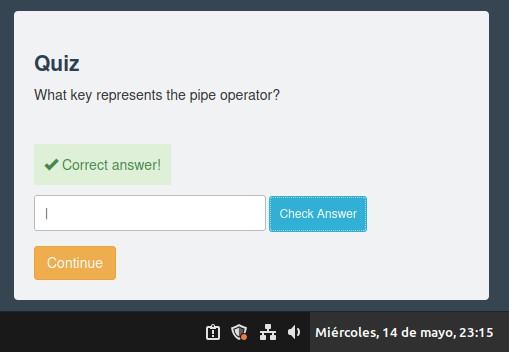 Quiz
What key represents the pipe operator?
✔ Correct answer!
|
Check Answer
Continue
Miércoles, 14 de mayo, 23:15